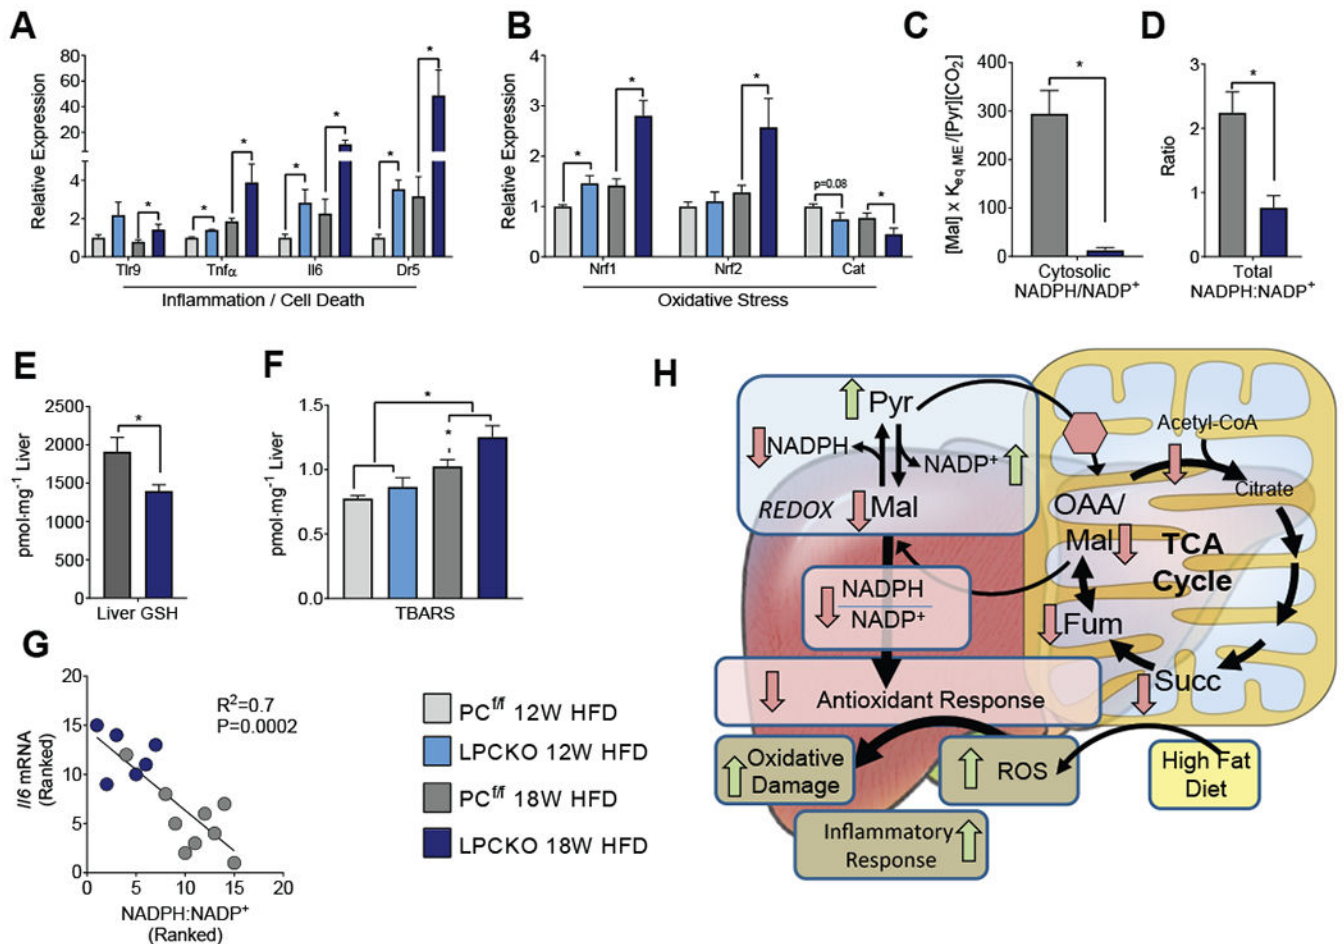 A
Relative Expression
80
60
40
20
4
2
0
*
*
*
*
*
*
*
Tlr9
Tnfα
Il6
Dr5
Inflammation / Cell Death
B
Relative Expression
4
3
2
1
0
*
*
*
p=0.08
*
Nrf1
Nrf2
Cat
Oxidative Stress
C
[Mal] x Keq ME/[Pyr][CO2]
400
300
200
100
0
*
Cytosolic
NADPH/NADP+
D
Ratio
3
2
1
0
*
Total
NADPH:NADP+
E
pmol·mg-1 Liver
2500
2000
1500
1000
500
0
*
Liver GSH
F
pmol·mg-1 Liver
1.5
1.0
0.5
0.0
*
*
TBARS
G
Il6 mRNA
(Ranked)
20
15
10
5
0
R2=0.7
P=0.0002
0 5 10 15 20
NADPH:NADP+
(Ranked)
PCf/f 12W HFD
LPCKO 12W HFD
PCf/f 18W HFD
LPCKO 18W HFD
H
Pyr
NADPH
NADP+
REDOX
Mal
NADPH
NADP+
Antioxidant Response
Oxidative
Damage
ROS
High Fat
Diet
Inflammatory
Response
Acetyl-CoA
Citrate
OAA/
Mal
TCA
Cycle
Fum
Succ